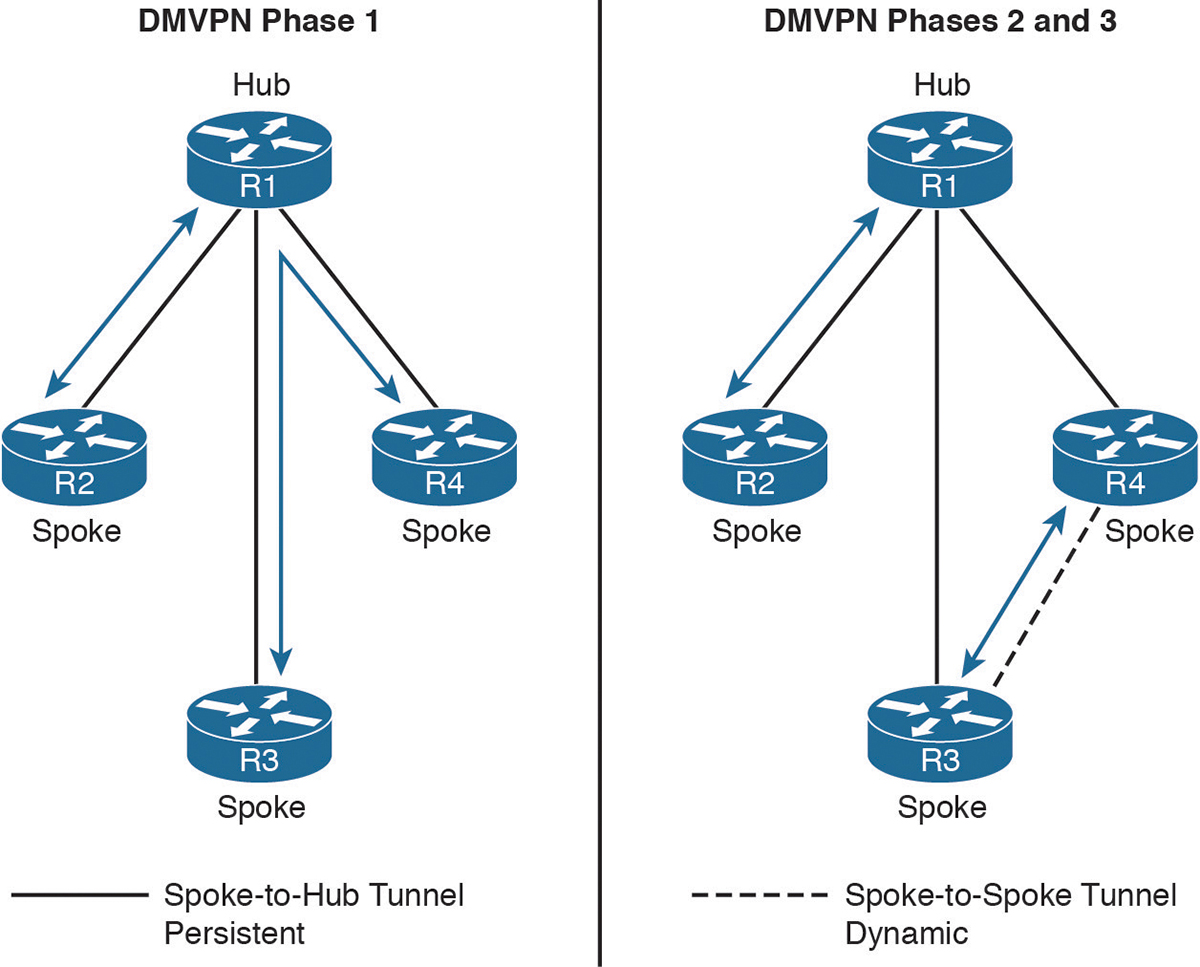 DMVPN Phase 1
Hub
R1
R2
Spoke
R4
Spoke
R3
Spoke
Spoke-to-Hub Tunnel
Persistent
DMVPN Phases 2 and 3
Hub
R1
R2
Spoke
R4
Spoke
R3
Spoke
Spoke-to-Spoke Tunnel
Dynamic